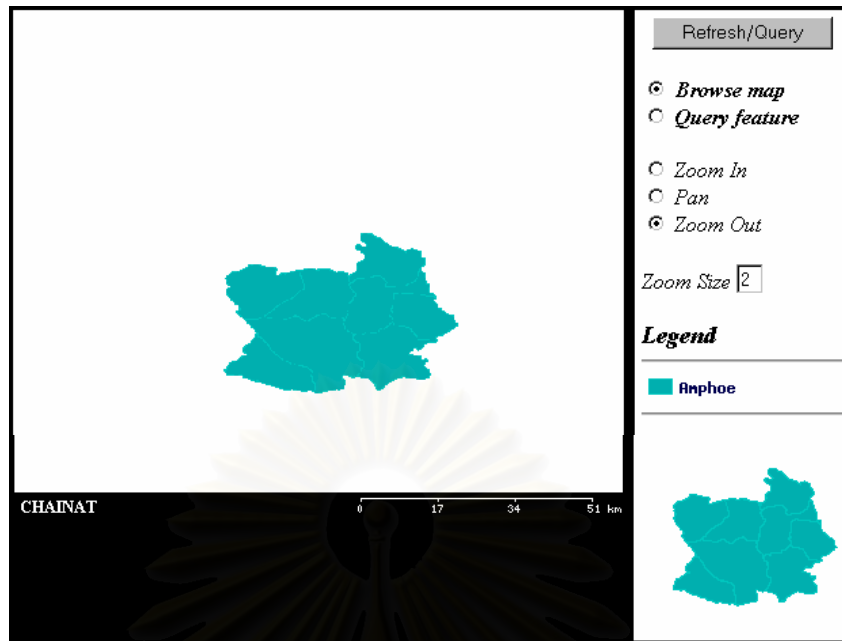 Refresh/Query
Browse map
Query feature
Zoom In
Pan
Zoom Out
Zoom Size 2
Legend
Amphoe
CHAINAT
0 17 34 51 km